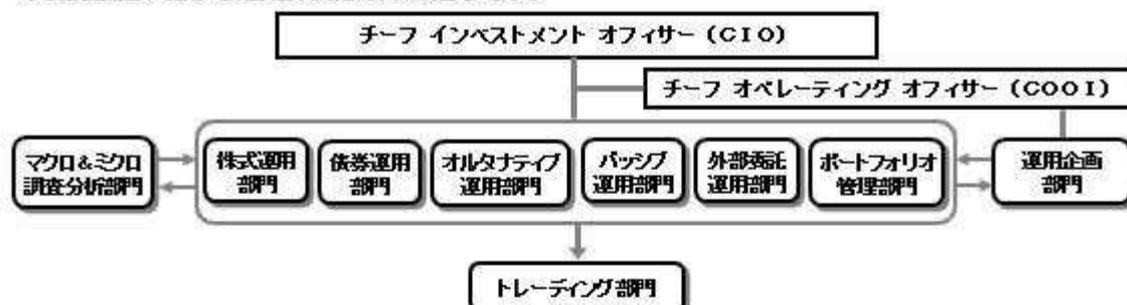 チーフ インベストメント オフィサー (CIO)
チーフ オペレーティング オフィサー (COOI)
マクロ&ミクロ
調査分析部門
株式運用
部門
債券運用
部門
オルタナティブ
運用部門
パッシブ
運用部門
外部委託
運用部門
ポートフォリオ
管理部門
運用企画
部門
トレーディング部門